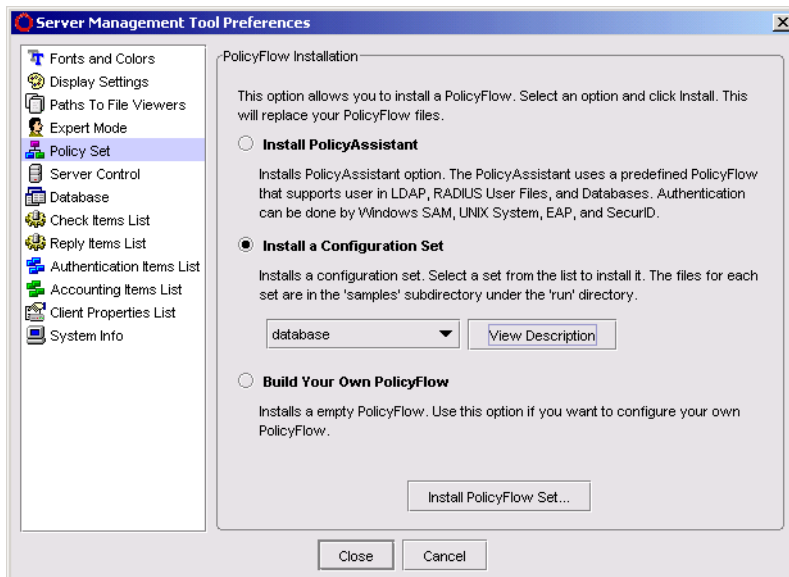 Server Management Tool Preferences
Fonts and Colors
Display Settings
Paths To File Viewers
Expert Mode
Policy Set
Server Control
Database
Check Items List
Reply Items List
Authentication Items List
Accounting Items List
Client Properties List
System Info
PolicyFlow Installation
This option allows you to install a PolicyFlow. Select an option and click Install. This
will replace your PolicyFlow files.
Install PolicyAssistant
Installs PolicyAssistant option. The PolicyAssistant uses a predefined PolicyFlow
that supports user in LDAP, RADIUS User Files, and Databases. Authentication
can be done by Windows SAM, UNIX System, EAP, and SecurID.
Install a Configuration Set
Installs a configuration set. Select a set from the list to install it. The files for each
set are in the 'samples' subdirectory under the 'run' directory.
database
View Description
Build Your Own PolicyFlow
Installs a empty PolicyFlow. Use this option if you want to configure your own
PolicyFlow.
Install PolicyFlow Set...
Close
Cancel